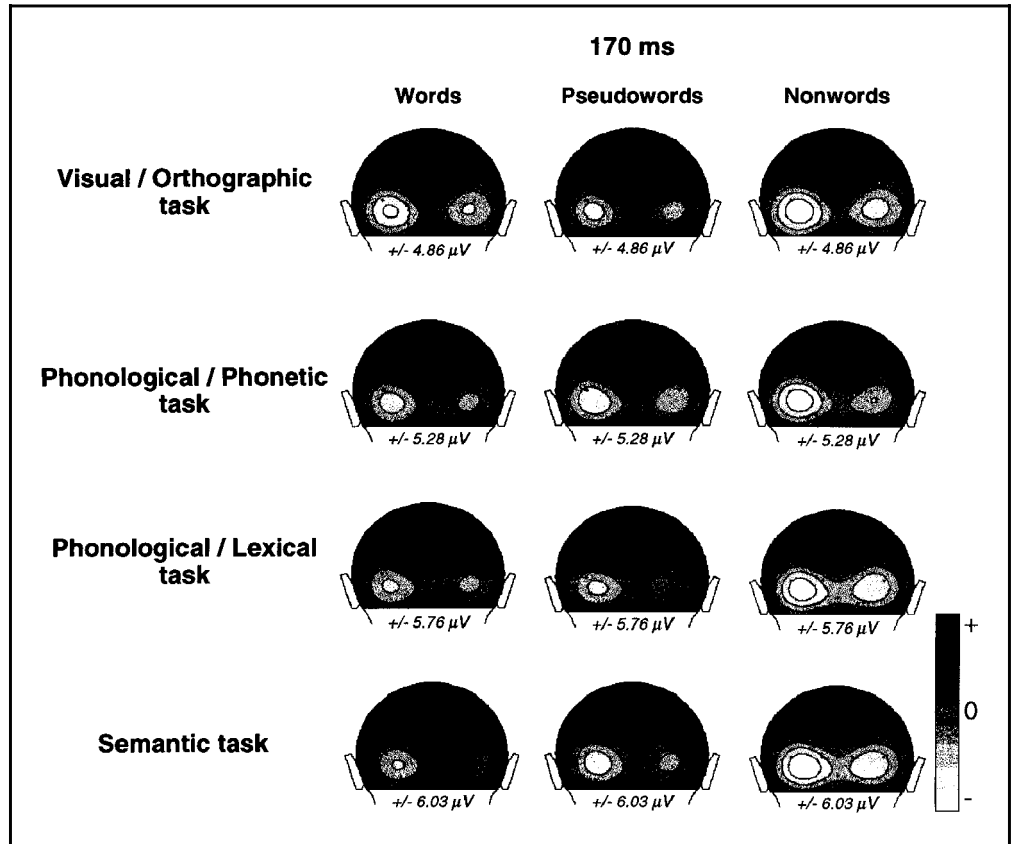 170 ms
Words Pseudowords Nonwords
Visual / Orthographic
task
+/- 4.86 µV +/- 4.86 µV +/- 4.86 µV
Phonological / Phonetic
task
+/- 5.28 µV +/- 5.28 µV +/- 5.28 µV
Phonological / Lexical
task
+/- 5.76 µV +/- 5.76 µV +/- 5.76 µV
+
0
Semantic task
-
+/- 6.03 µV +/- 6.03 µV +/- 6.03 µV